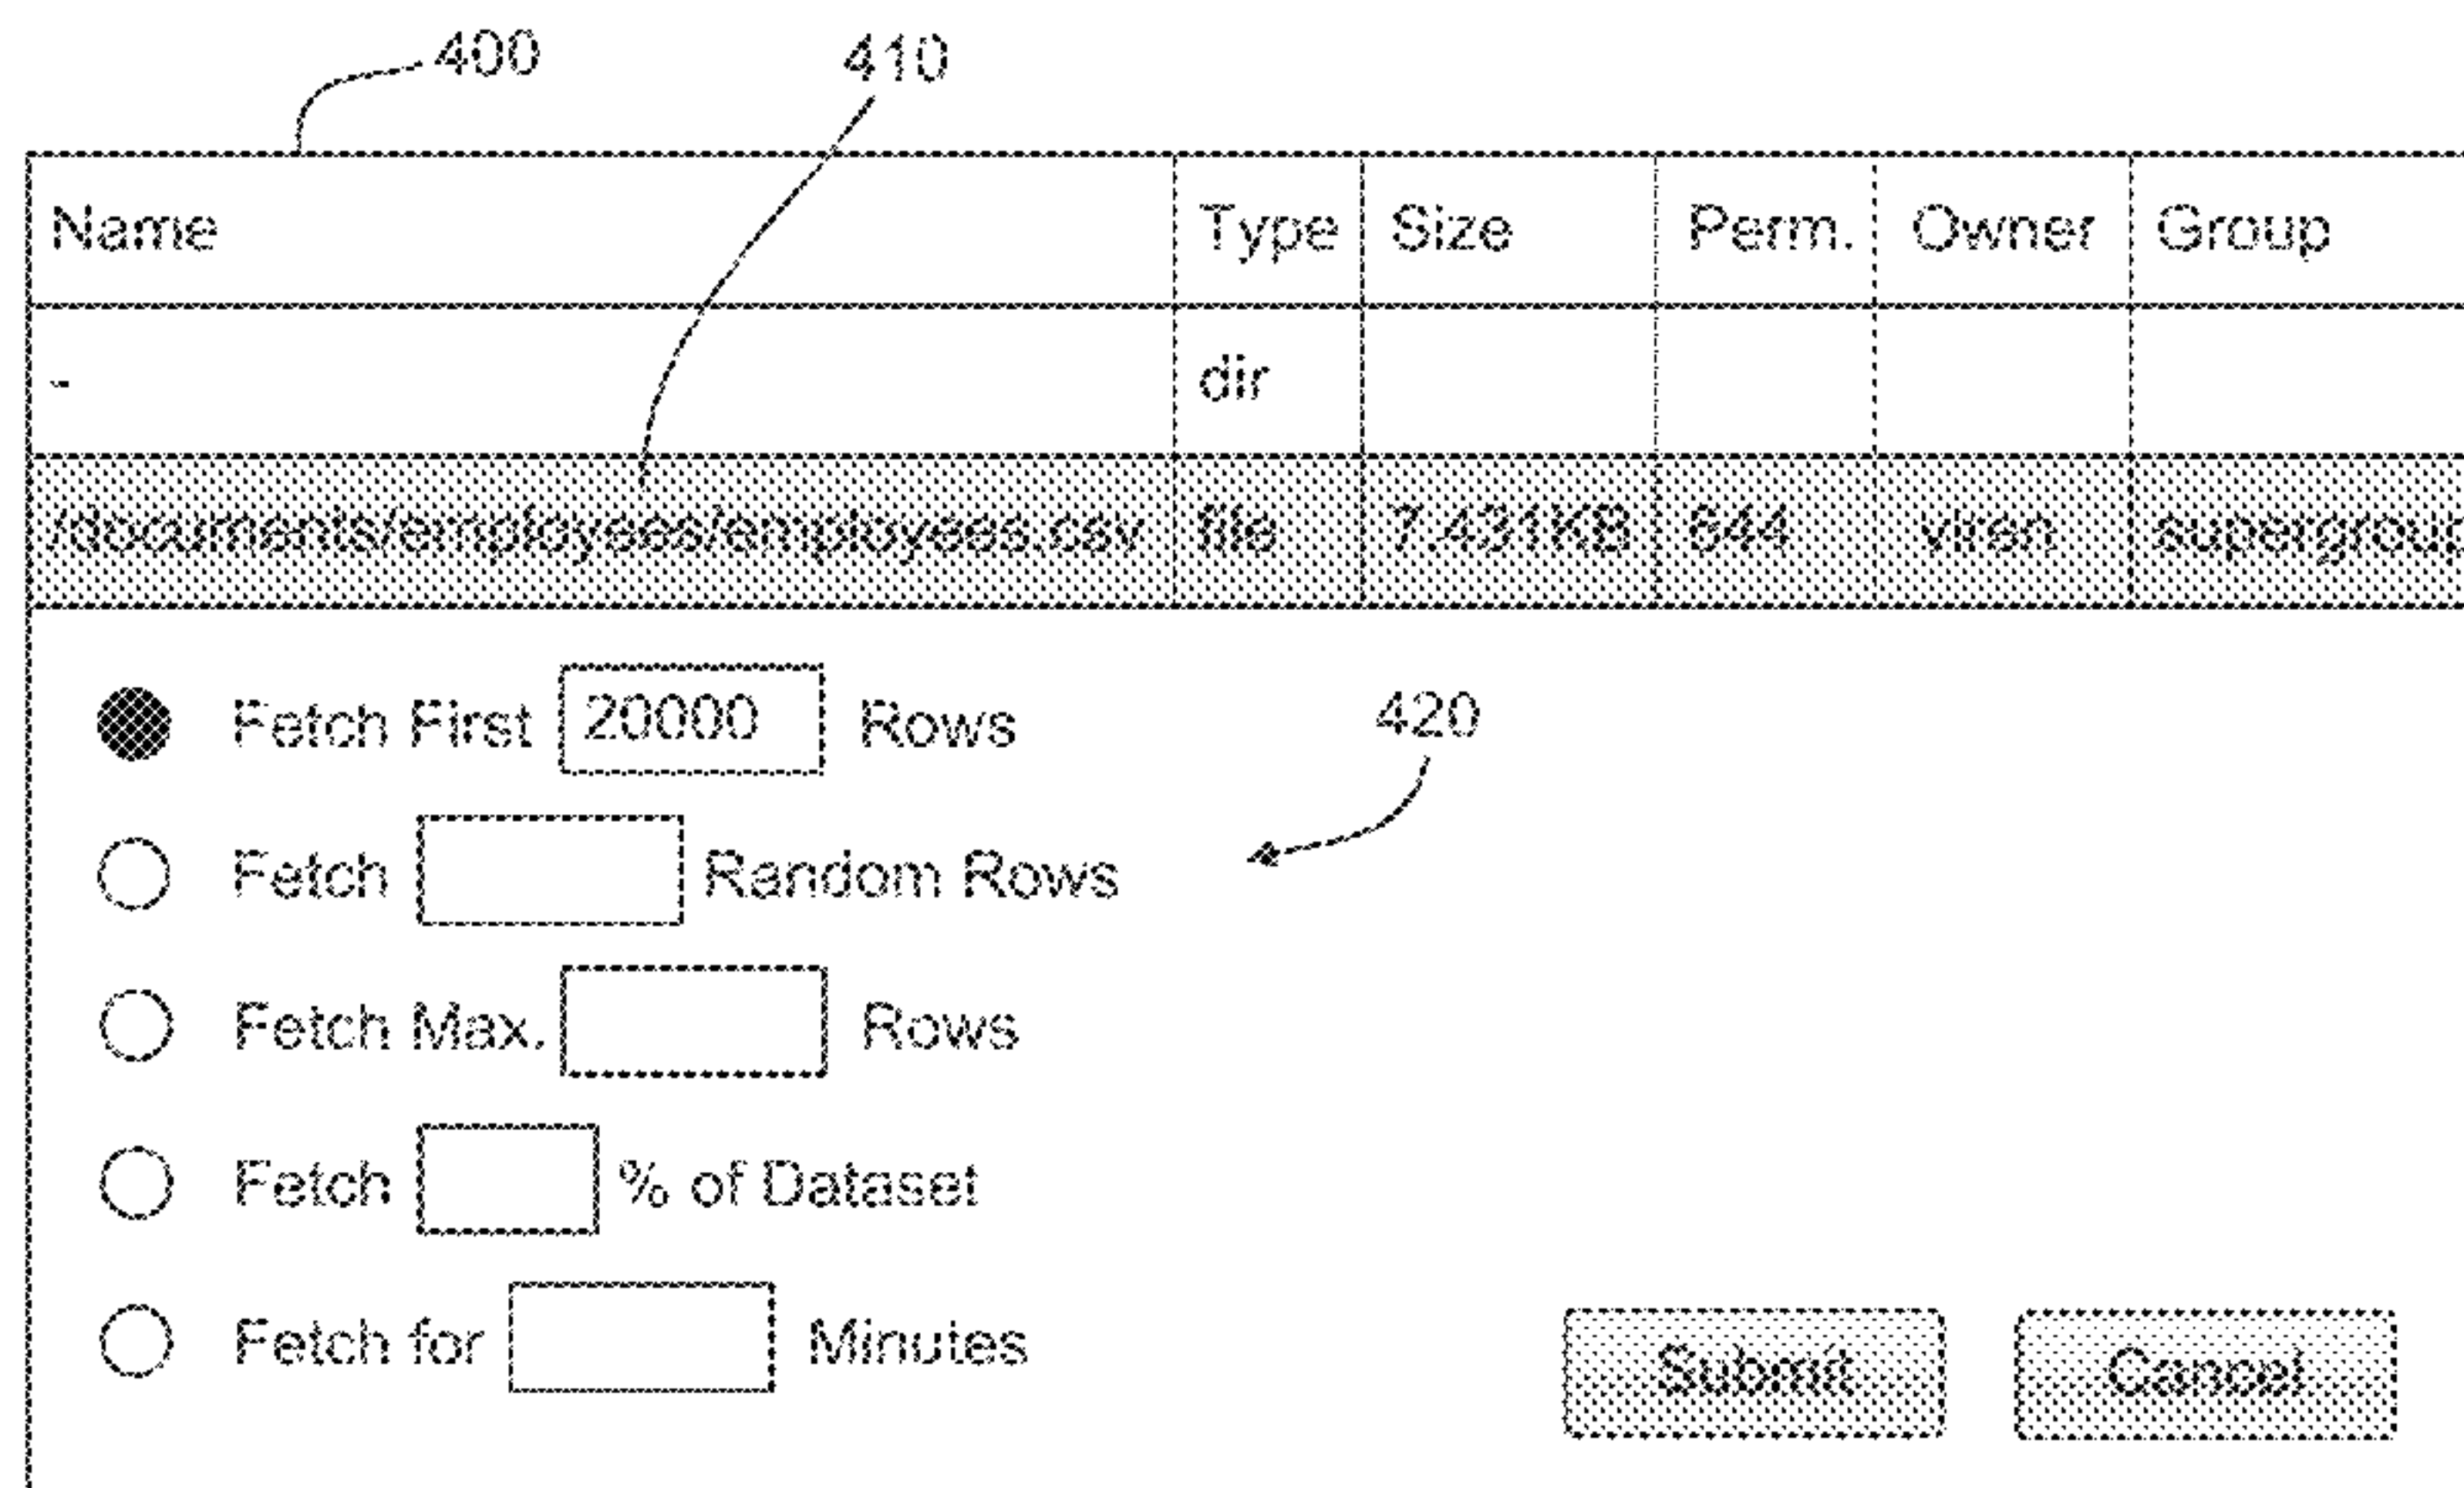 400 410
Name Type Size Perm. Owner Group
- dir
/documents/employees/employees.csv file 7.431KB 644 viren supergroup
Fetch First 20000 Rows
420
Fetch Random Rows
Fetch Max. Rows
Fetch % of Dataset
Fetch for Minutes
Submit Cancel